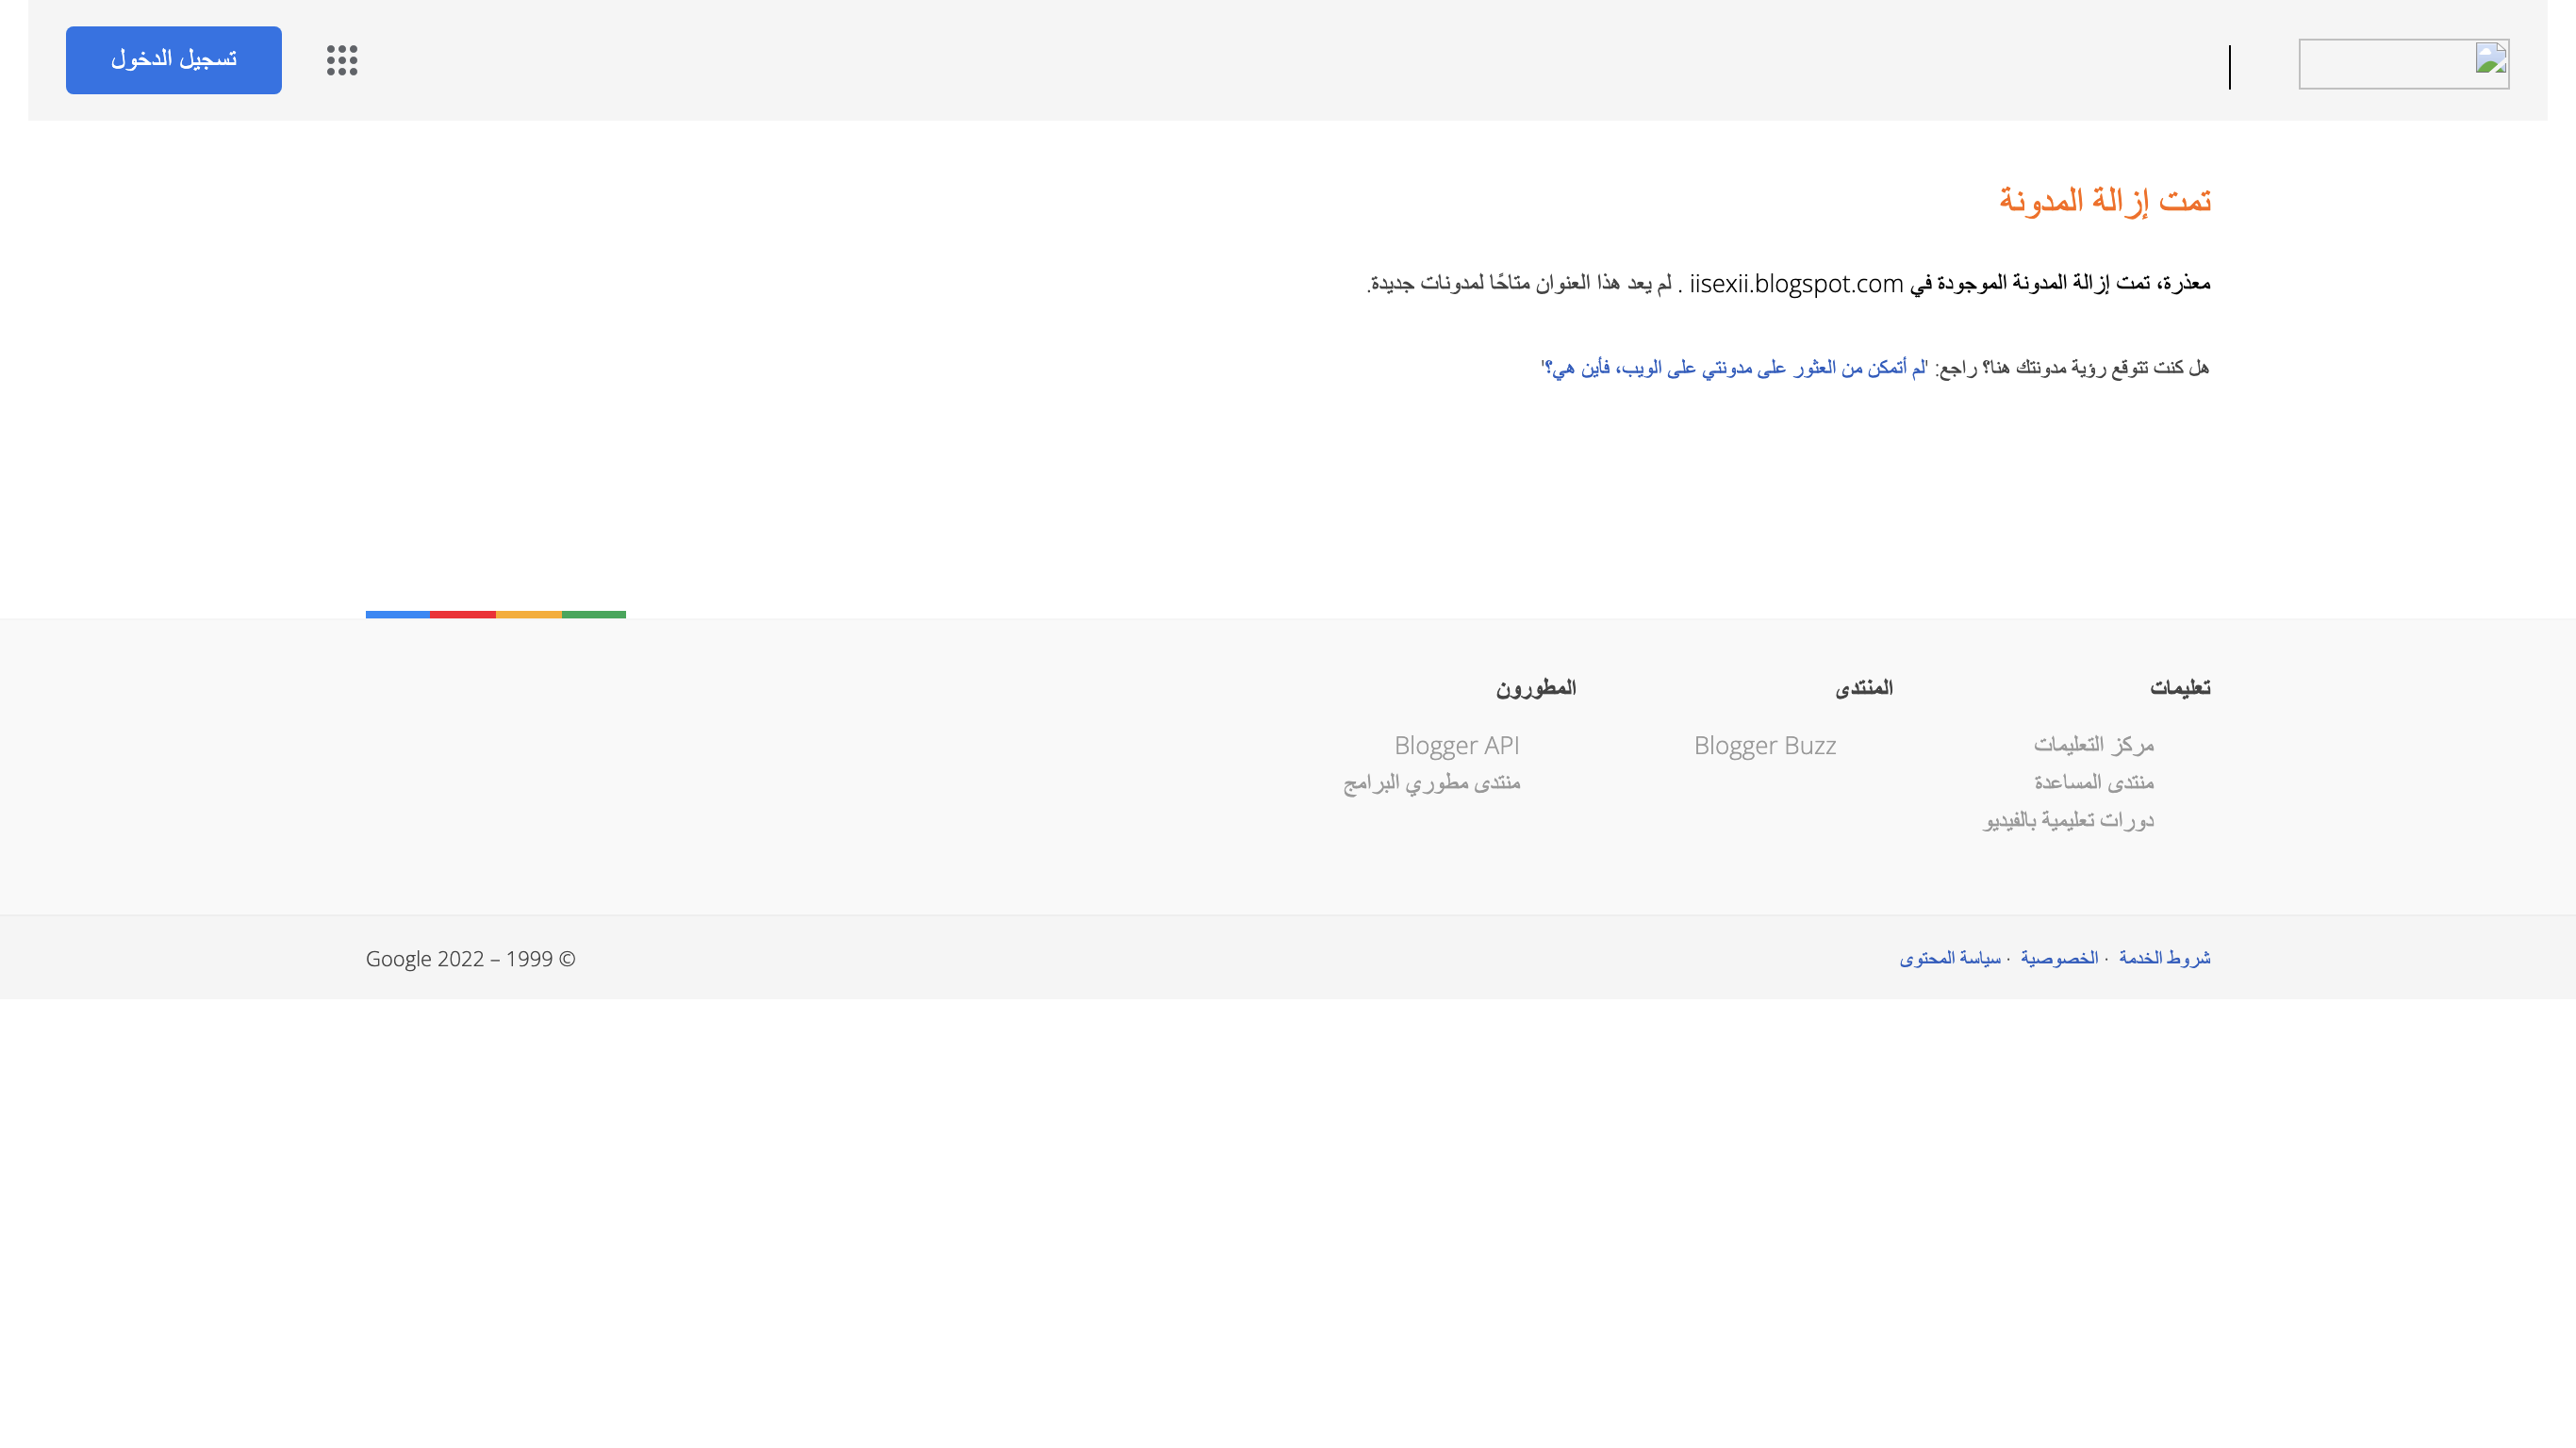 تسجيل الدخول
تمت إزالة المدونة
معذرة، تمت إزالة المدونة الموجودة في iisexii.blogspot.com . لم يعد هذا العنوان متاحًا لمدونات جديدة.
هل كنت تتوقع رؤية مدونتك هنا؟ راجع: 'لم أتمكن من العثور على مدونتي على الويب، فأين هي؟'
تعليمات
مركز التعليمات
منتدى المساعدة
دورات تعليمية بالفيديو
المنتدى
Blogger Buzz
المطورون
Blogger API
منتدى مطوري البرامج
شروط الخدمة · الخصوصية · سياسة المحتوى
© 1999 – 2022 Google